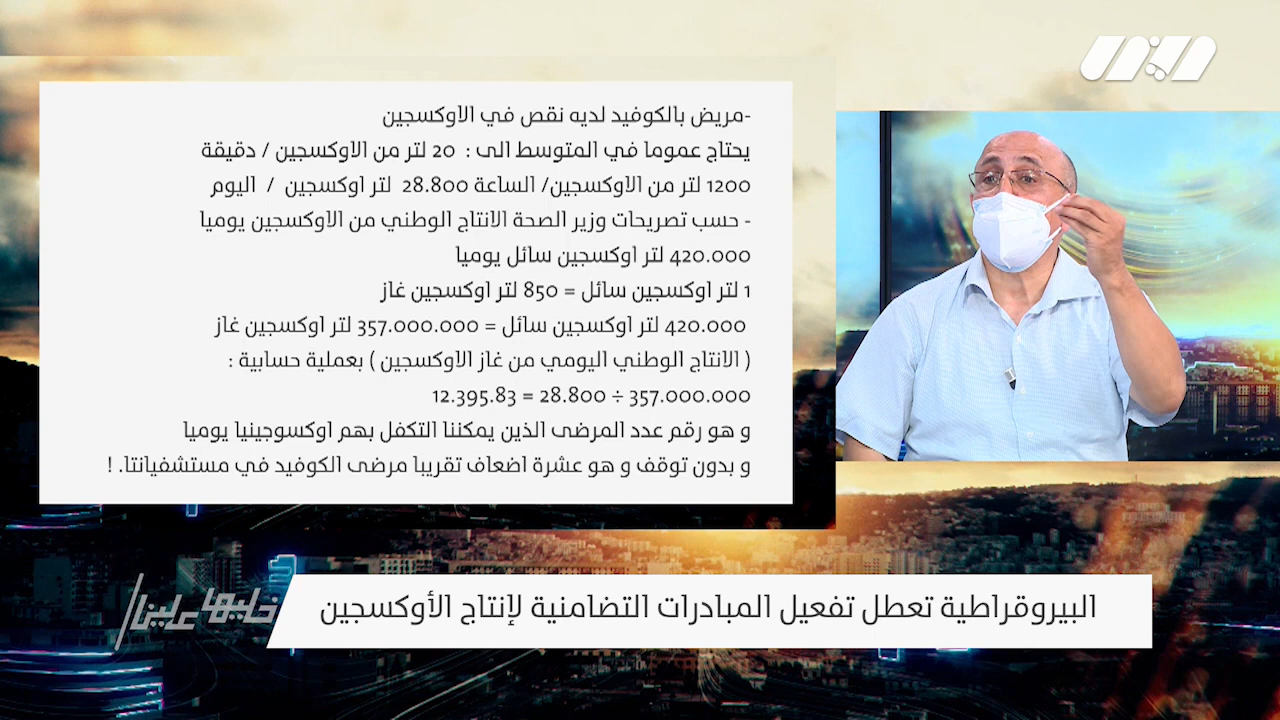 -مريض بالكوفيد لديه نقص في الاوكسجين
يحتاج عموما في المتوسط الى : 20 لتر من الاوكسجين / دقيقة
1200 لتر من الاوكسجين/ الساعة 28.800 لتر اوكسجين / اليوم
- حسب تصريحات وزير الصحة الانتاج الوطني من الاوكسجين يوميا
420.000 لتر اوكسجين سائل يوميا
1 لتر اوكسجين سائل = 850 لتر اوكسجين غاز
420.000 لتر اوكسجين سائل = 357.000.000 لتر اوكسجين غاز
( الانتاج الوطني اليومي من غاز الاوكسجين ) بعملية حسابية :
357.000.000 ÷ 28.800 = 12.395.83
و هو رقم عدد المرضى الذين يمكننا التكفل بهم اوكسوجينيا يوميا
و بدون توقف و هو عشرة اضعاف تقريبا مرضى الكوفيد في مستشفياتنا. !
البيروقراطية تعطل تفعيل المبادرات التضامنية لإنتاج الأوكسجين
خليها علينا